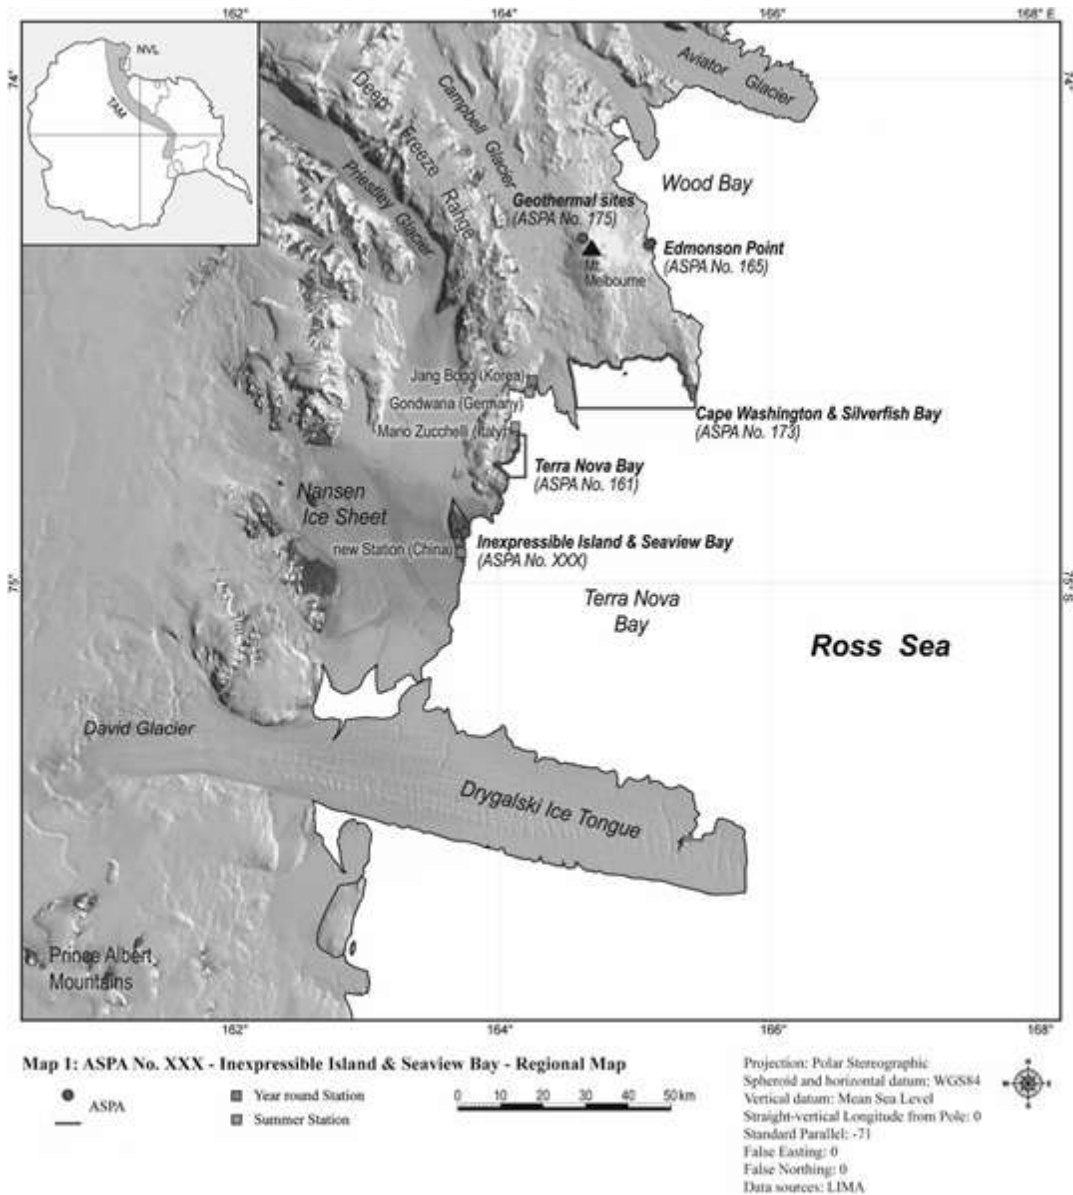 162°
164°
166°
168° E
NVL
TAM
74°
74°
Aviator Glacier
Deep Freeze Range
Campbell Glacier
Priestley Glacier
Wood Bay
Geothermal sites
(ASPA No. 175)
Edmonson Point
(ASPA No. 165)
Mt.
Melbourne
Jang Bogo (Korea)
Gondwana (Germany)
Mario Zucchelli (Italy)
Cape Washington & Silverfish Bay
(ASPA No. 173)
Terra Nova Bay
(ASPA No. 161)
Nansen
Ice Sheet
new Station (China)
Inexpressible Island & Seaview Bay
(ASPA No. XXX)
75°
75° S
Terra Nova
Bay
Ross Sea
David Glacier
Drygalski Ice Tongue
Prince Albert
Mountains
162°
164°
166°
168°
Map 1: ASPA No. XXX - Inexpressible Island & Seaview Bay - Regional Map
ASPA
Year round Station
Summer Station
0 10 20 30 40 50 km
Projection: Polar Stereographic
Spheroid and horizontal datum: WGS84
Vertical datum: Mean Sea Level
Straight-vertical Longitude from Pole: 0
Standard Parallel: -71
False Easting: 0
False Northing: 0
Data sources: LIMA